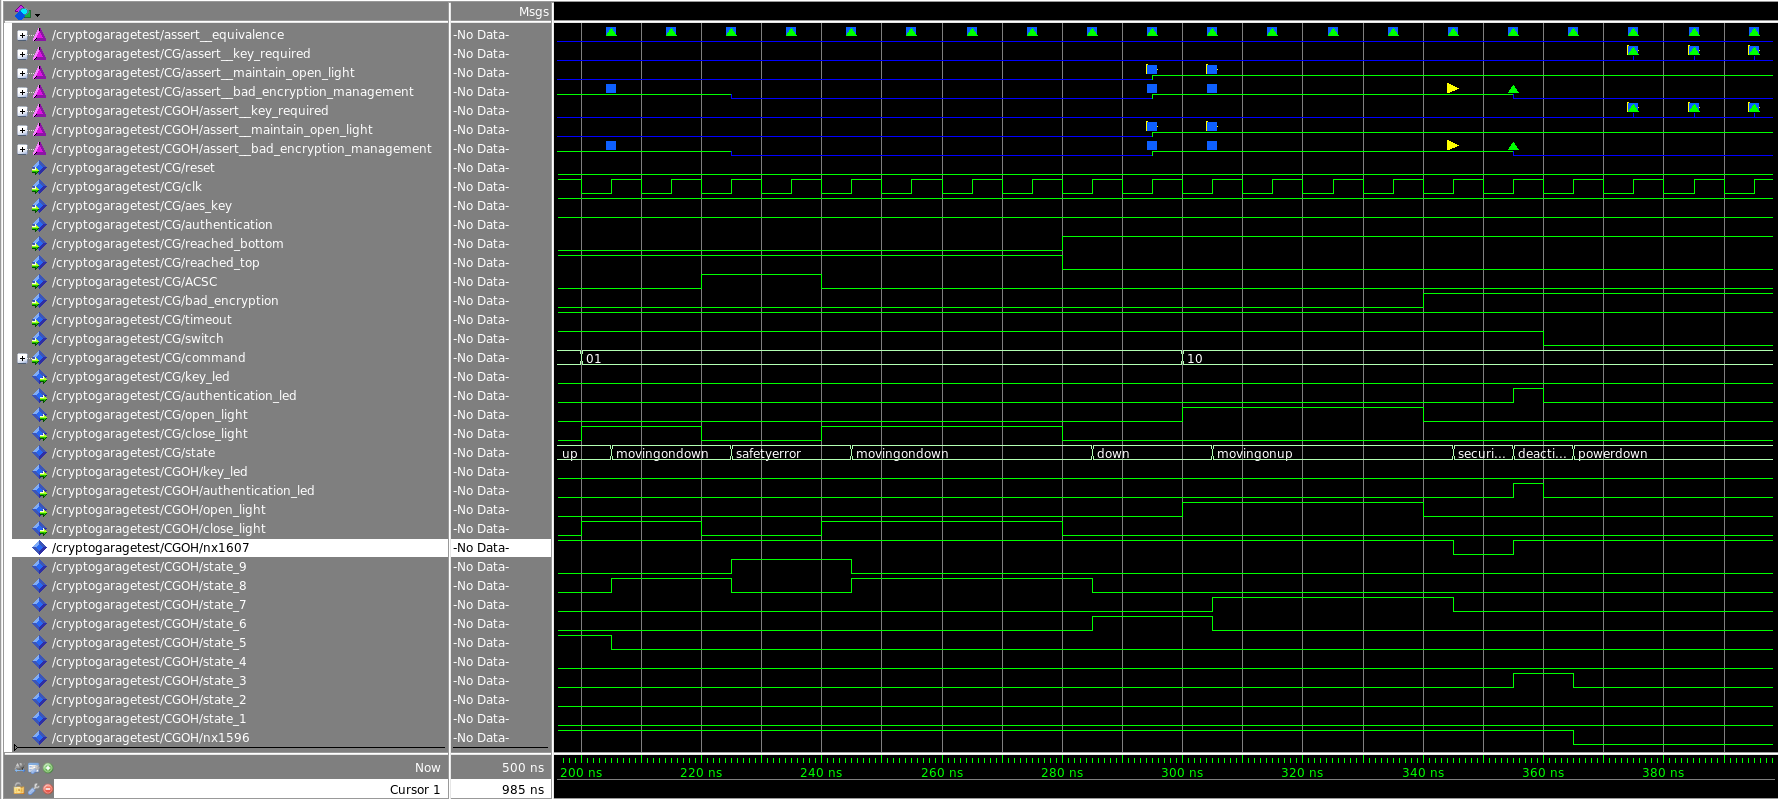 Msgs
/cryptogaragetest/assert__equivalence -No Data-
/cryptogaragetest/CG/assert__key_required -No Data-
/cryptogaragetest/CG/assert__maintain_open_light -No Data-
/cryptogaragetest/CG/assert__bad_encryption_management -No Data-
/cryptogaragetest/CGOH/assert__key_required -No Data-
/cryptogaragetest/CGOH/assert__maintain_open_light -No Data-
/cryptogaragetest/CGOH/assert__bad_encryption_management -No Data-
/cryptogaragetest/CG/reset -No Data-
/cryptogaragetest/CG/clk -No Data-
/cryptogaragetest/CG/aes_key -No Data-
/cryptogaragetest/CG/authentication -No Data-
/cryptogaragetest/CG/reached_bottom -No Data-
/cryptogaragetest/CG/reached_top -No Data-
/cryptogaragetest/CG/ACSC -No Data-
/cryptogaragetest/CG/bad_encryption -No Data-
/cryptogaragetest/CG/timeout -No Data-
/cryptogaragetest/CG/switch -No Data-
/cryptogaragetest/CG/command -No Data- 01 10
/cryptogaragetest/CG/key_led -No Data-
/cryptogaragetest/CG/authentication_led -No Data-
/cryptogaragetest/CG/open_light -No Data-
/cryptogaragetest/CG/close_light -No Data-
/cryptogaragetest/CG/state -No Data- up movingondown safetyerror movingondown down movingonup securi... deacti... powerdown
/cryptogaragetest/CGOH/key_led -No Data-
/cryptogaragetest/CGOH/authentication_led -No Data-
/cryptogaragetest/CGOH/open_light -No Data-
/cryptogaragetest/CGOH/close_light -No Data-
/cryptogaragetest/CGOH/nx1607 -No Data-
/cryptogaragetest/CGOH/state_9 -No Data-
/cryptogaragetest/CGOH/state_8 -No Data-
/cryptogaragetest/CGOH/state_7 -No Data-
/cryptogaragetest/CGOH/state_6 -No Data-
/cryptogaragetest/CGOH/state_5 -No Data-
/cryptogaragetest/CGOH/state_4 -No Data-
/cryptogaragetest/CGOH/state_3 -No Data-
/cryptogaragetest/CGOH/state_2 -No Data-
/cryptogaragetest/CGOH/state_1 -No Data-
/cryptogaragetest/CGOH/nx1596 -No Data-
Now 500 ns 200 ns 220 ns 240 ns 260 ns 280 ns 300 ns 320 ns 340 ns 360 ns 380 ns
Cursor 1 985 ns